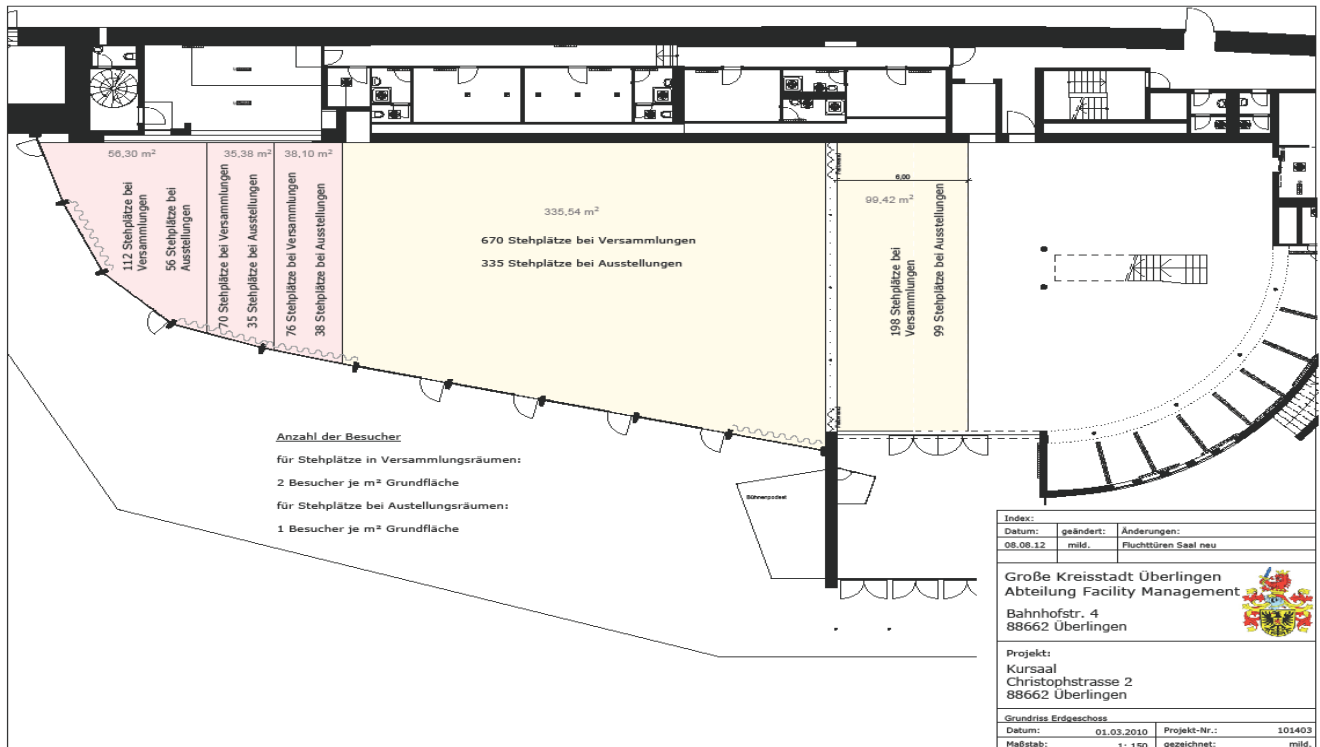 56,30 m²
35,38 m²
38,10 m²
112 Stehplätze bei
Versammlungen
56 Stehplätze bei
Ausstellungen
70 Stehplätze bei Versammlungen
35 Stehplätze bei Ausstellungen
76 Stehplätze bei Versammlungen
38 Stehplätze bei Ausstellungen
335,54 m²
670 Stehplätze bei Versammlungen
335 Stehplätze bei Ausstellungen
6,00
99,42 m²
198 Stehplätze bei
Versammlungen
99 Stehplätze bei Ausstellungen
Anzahl der Besucher
für Stehplätze in Versammlungsräumen:
2 Besucher je m² Grundfläche
für Stehplätze bei Austellungsräumen:
1 Besucher je m² Grundfläche
Bühnenpodest
Index:
Datum: geändert: Änderungen:
08.08.12 mild. Fluchttüren Saal neu
Große Kreisstadt Überlingen
Abteilung Facility Management
Bahnhofstr. 4
88662 Überlingen
Projekt:
Kursaal
Christophstrasse 2
88662 Überlingen
Grundriss Erdgeschoss
Datum: 01.03.2010 Projekt-Nr.: 101403
Maßstab: 1: 150 gezeichnet: mild.